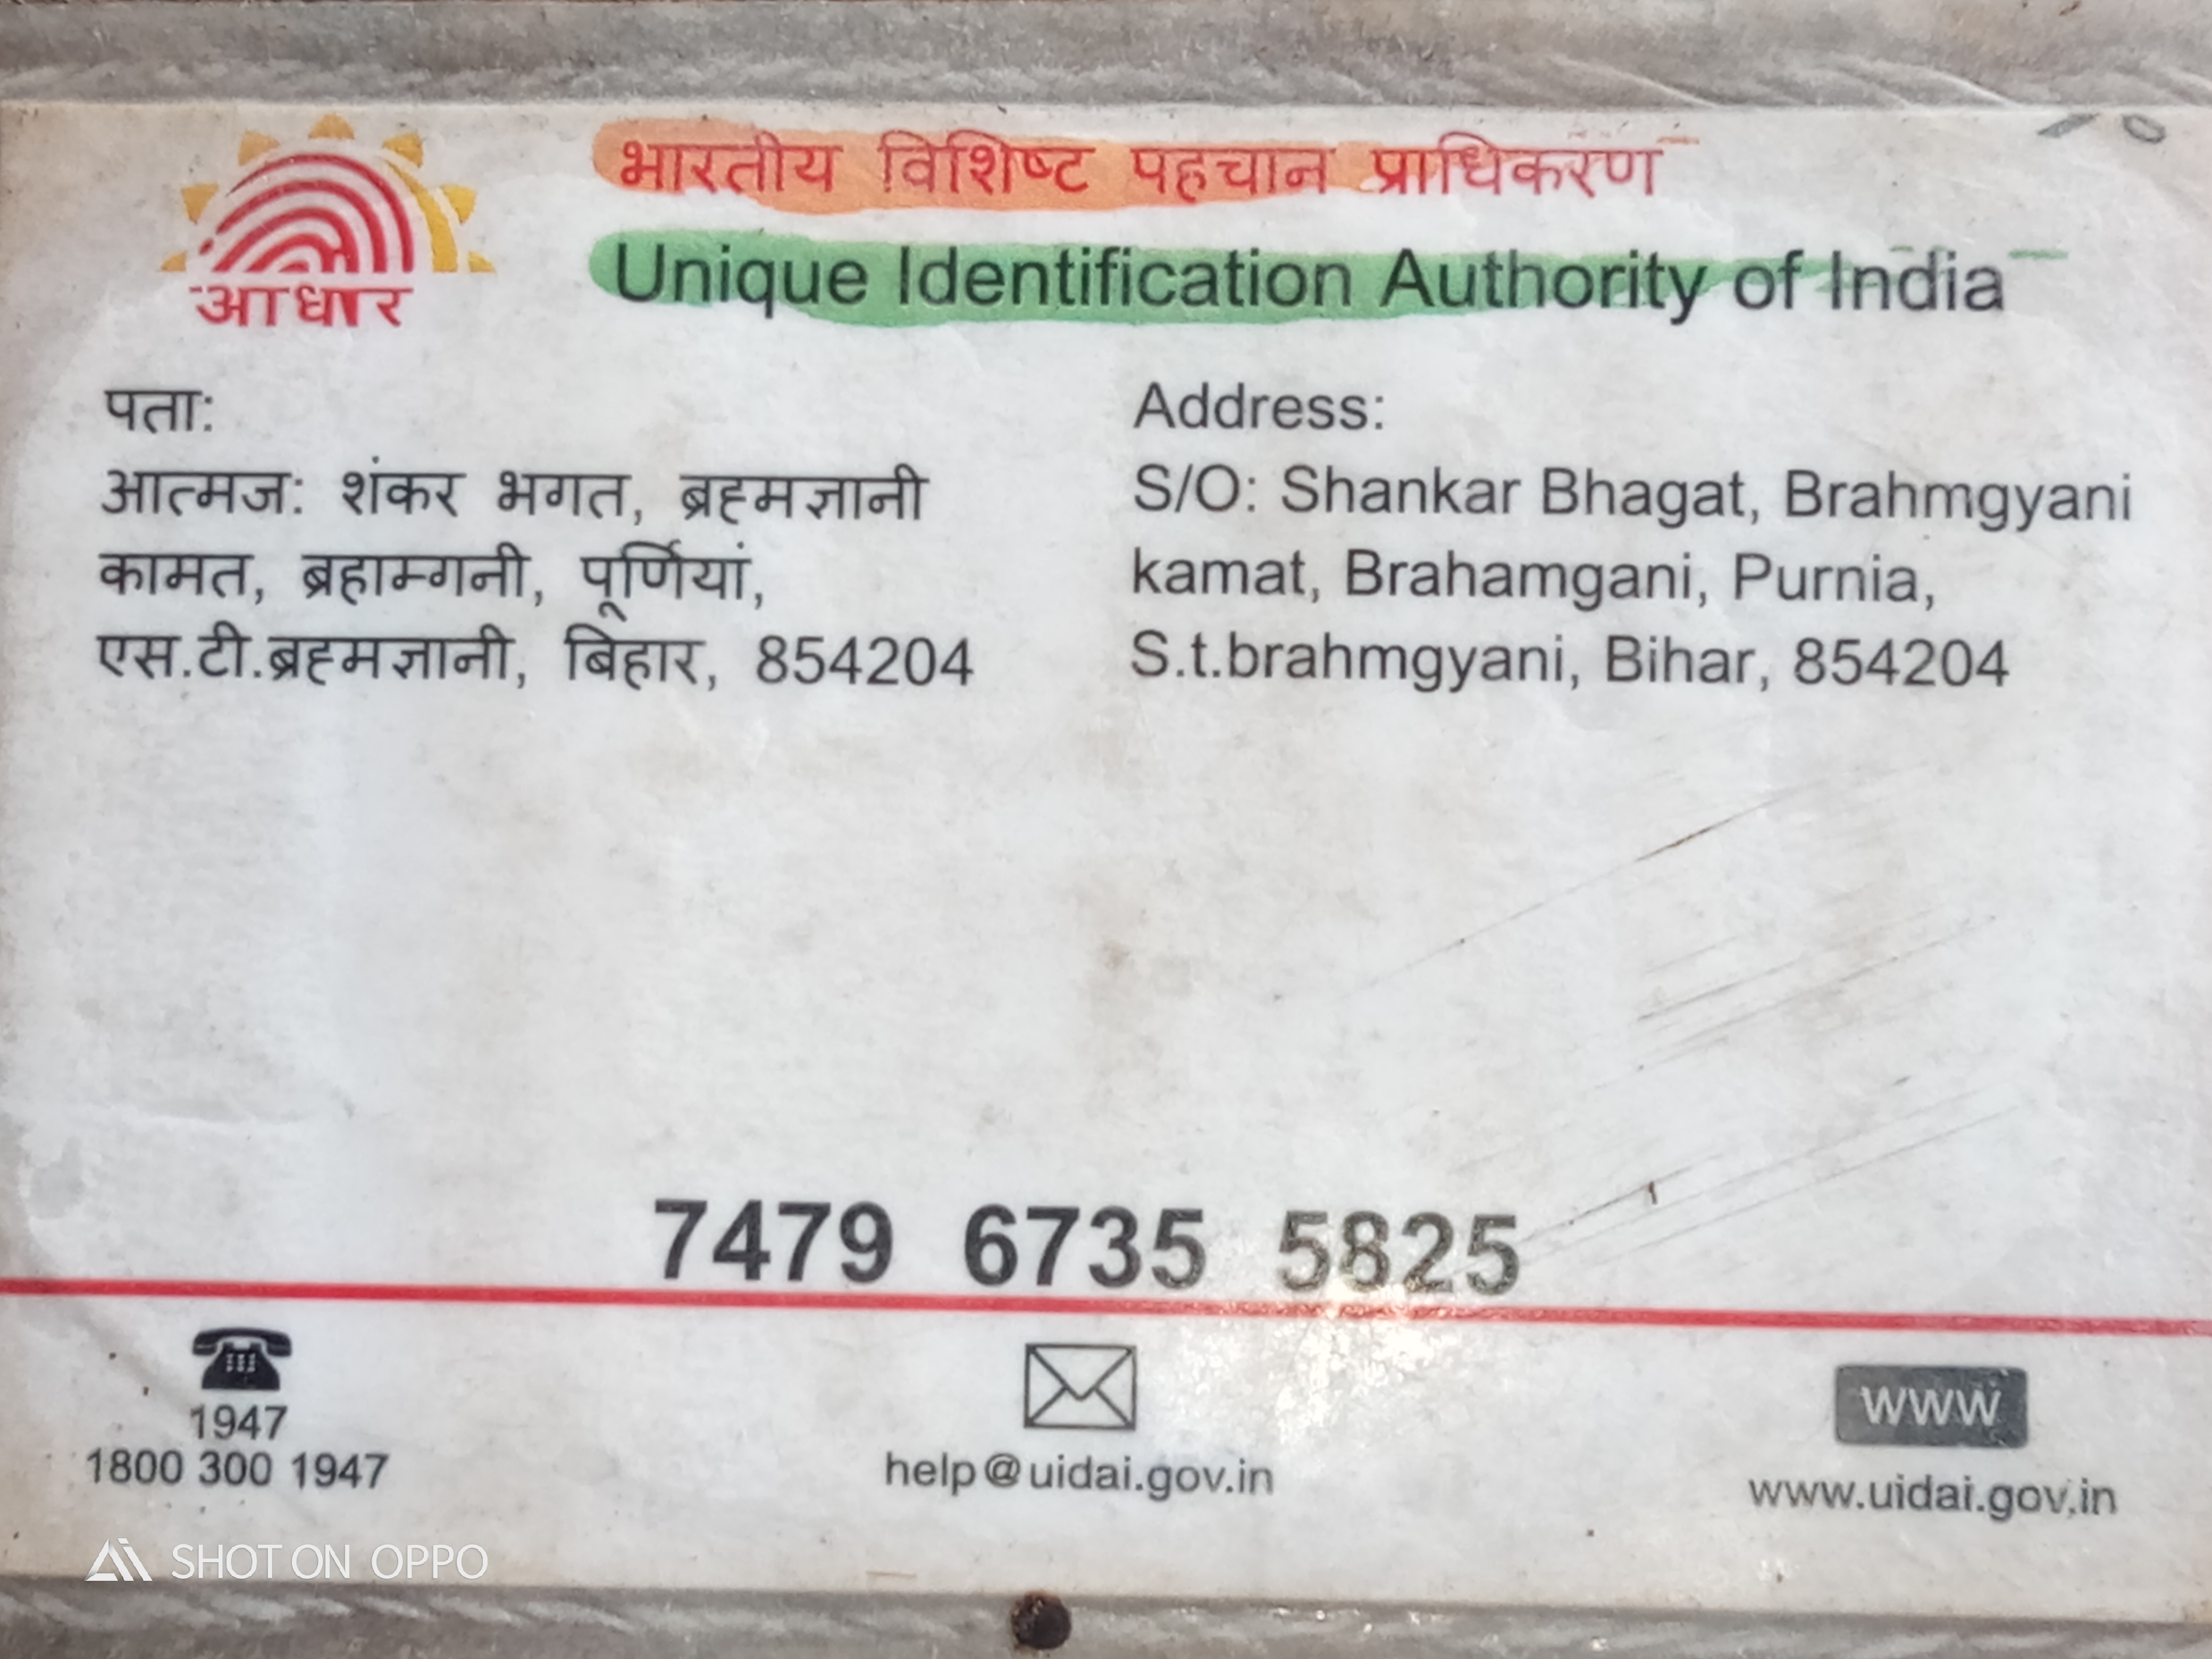 आधार
भारतीय विशिष्ट पहचान प्राधिकरण
Unique Identification Authority of India
पता:
आत्मज: शंकर भगत, ब्रह्मज्ञानी
कामत, ब्रहाम्गनी, पूर्णियां,
एस.टी.ब्रह्मज्ञानी, बिहार, 854204
Address:
S/O: Shankar Bhagat, Brahmgyani
kamat, Brahamgani, Purnia,
S.t.brahmgyani, Bihar, 854204
7479 6735 5825
1947
1800 300 1947
help@uidai.gov.in
WWW
www.uidai.gov.in
SHOT ON OPPO